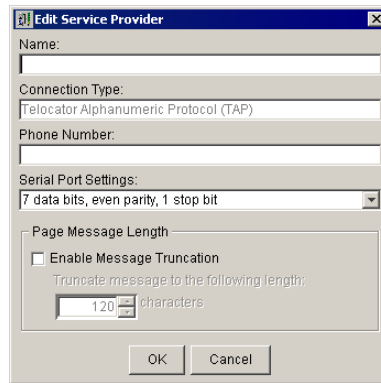 Edit Service Provider
Name:
Connection Type:
Telocator Alphanumeric Protocol (TAP)
Phone Number:
Serial Port Settings:
7 data bits, even parity, 1 stop bit
Page Message Length
Enable Message Truncation
Truncate message to the following length:
120 characters
OK Cancel